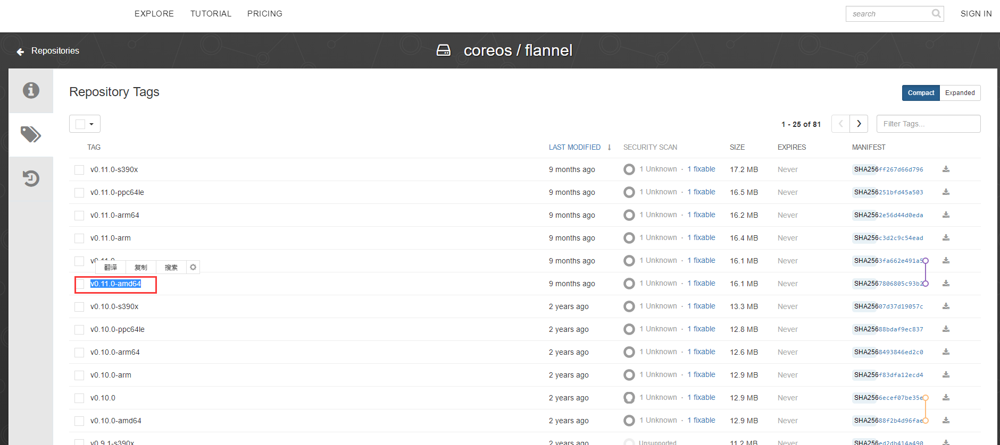 EXPLORE TUTORIAL PRICING search SIGN IN
Repositories coreos / flannel
Repository Tags Compact Expanded
1 - 25 of 81 Filter Tags...
TAG LAST MODIFIED SECURITY SCAN SIZE EXPIRES MANIFEST
v0.11.0-s390x 9 months ago 1 Unknown · 1 fixable 17.2 MB Never SHA256ff267d66d796
v0.11.0-ppc64le 9 months ago 1 Unknown · 1 fixable 16.5 MB Never SHA256251bfd45a503
v0.11.0-arm64 9 months ago 1 Unknown · 1 fixable 16.2 MB Never SHA2562e56d44d0eda
v0.11.0-arm 9 months ago 1 Unknown · 1 fixable 16.4 MB Never SHA256c3d2c9c54ead
v0.11.0 9 months ago 1 Unknown · 1 fixable 16.1 MB Never SHA2563fa662e491a5
翻译 复制 搜索
v0.11.0-amd64 9 months ago 1 Unknown · 1 fixable 16.1 MB Never SHA2567806805c93b2
v0.10.0-s390x 2 years ago 1 Unknown · 1 fixable 13.3 MB Never SHA25607d37d19057c
v0.10.0-ppc64le 2 years ago 1 Unknown · 1 fixable 12.8 MB Never SHA25688bdaf9ec837
v0.10.0-arm64 2 years ago 1 Unknown · 1 fixable 12.6 MB Never SHA2568493846ed2c0
v0.10.0-arm 2 years ago 1 Unknown · 1 fixable 12.9 MB Never SHA256f83dfa12ecd4
v0.10.0 2 years ago 1 Unknown · 1 fixable 12.9 MB Never SHA2566ecef07be35e
v0.10.0-amd64 2 years ago 1 Unknown · 1 fixable 12.9 MB Never SHA25688f2b4d96fae
v0.9.1-s390x 2 years ago Unsupported 11.2 MB Never SHA256ed2db414a490